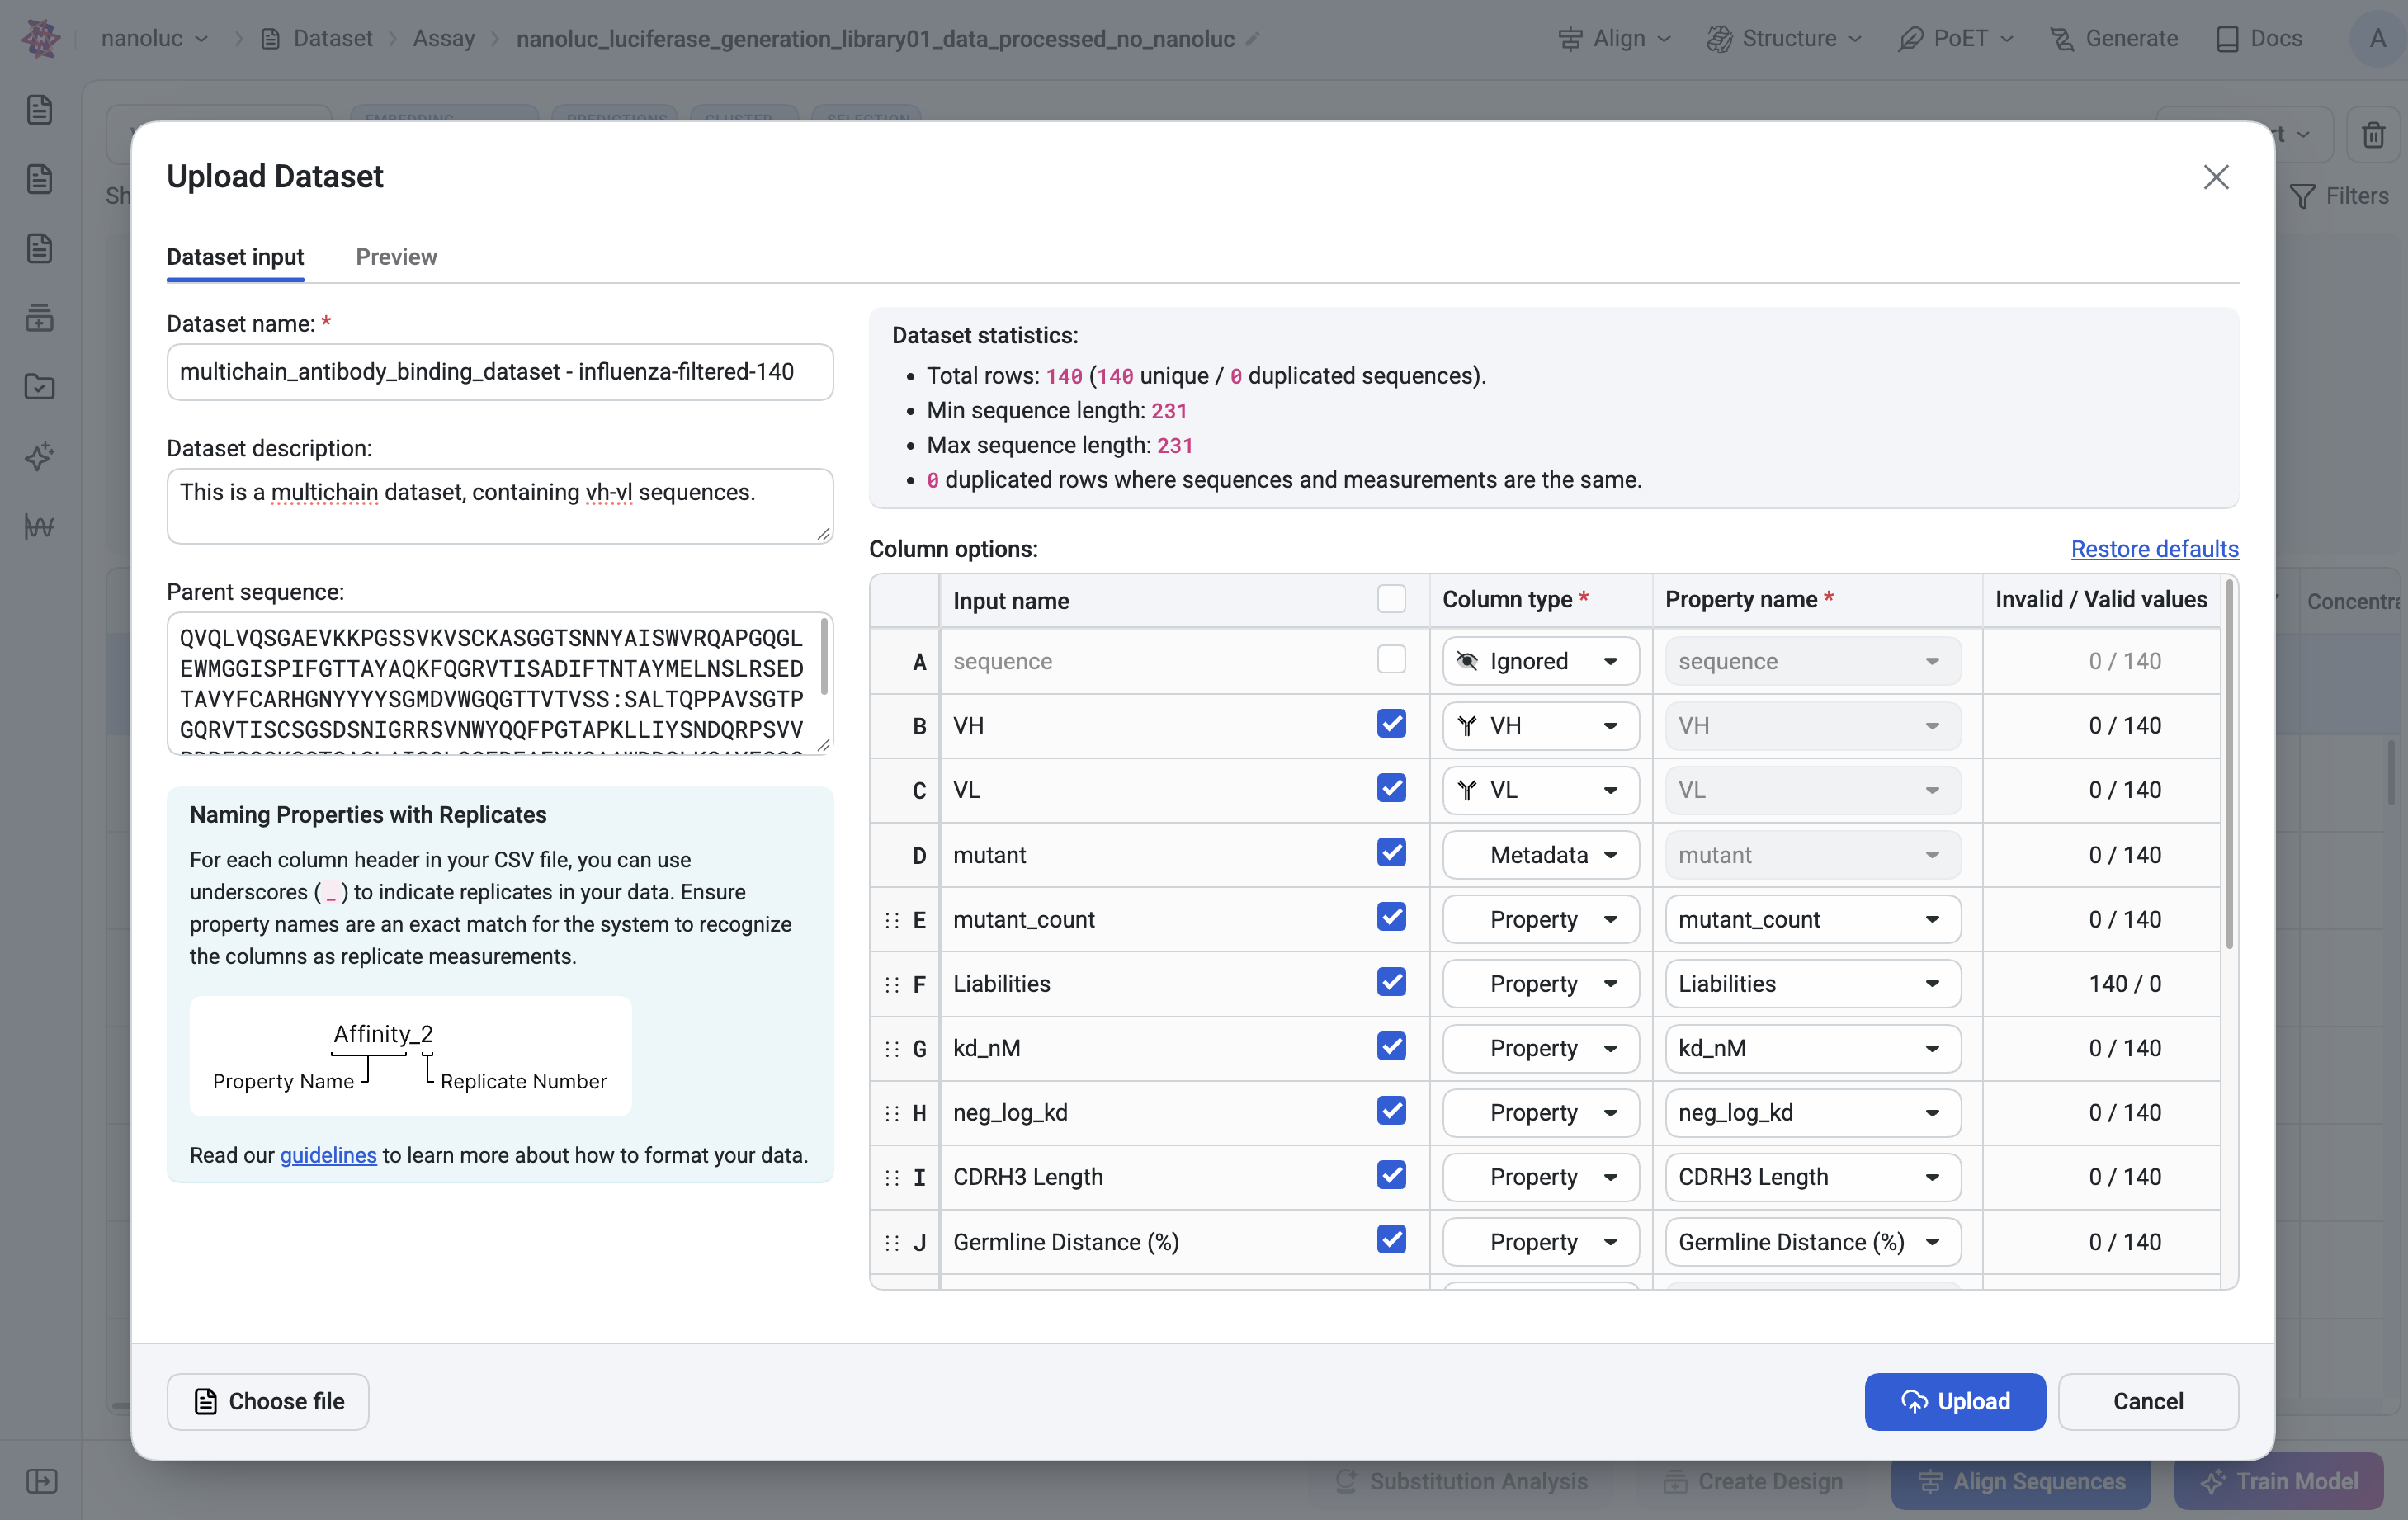 nanoluc
Dataset
Assay
nanoluc_luciferase_generation_library01_data_processed_no_nanoluc
Align
Structure
PoET
Generate
Docs
A
EMBEDDING
PREDICTIONS
CLUSTER
SELECTION
Filters
Upload Dataset
Dataset input
Preview
Dataset name: *
multichain_antibody_binding_dataset - influenza-filtered-140
Dataset description:
This is a multichain dataset, containing vh-vl sequences.
Parent sequence:
QVQLVQSGAEVKKPGSSVKVSCKASGGTSNNYAISWVRQAPGQGL
EWMGGISPIFGTTAYAQKFQGRVTISADIFTNTAYMELNSLRSED
TAVYFCARHGNYYYYSGMDVWGQGTTVTVSS:SALTQPPAVSGTP
GQRVTISCSGSDSNIGRRSVNWYQQFPGTAPKLLIYSNDQRPSVV
Naming Properties with Replicates
For each column header in your CSV file, you can use
underscores (_) to indicate replicates in your data. Ensure
property names are an exact match for the system to recognize
the columns as replicate measurements.
Affinity_2
Property Name
Replicate Number
Read our guidelines to learn more about how to format your data.
Dataset statistics:
• Total rows: 140 (140 unique / 0 duplicated sequences).
• Min sequence length: 231
• Max sequence length: 231
• 0 duplicated rows where sequences and measurements are the same.
Column options:
Restore defaults
Input name Column type * Property name * Invalid / Valid values
A sequence Ignored sequence 0 / 140
B VH VH VH 0 / 140
C VL VL VL 0 / 140
D mutant Metadata mutant 0 / 140
E mutant_count Property mutant_count 0 / 140
F Liabilities Property Liabilities 140 / 0
G kd_nM Property kd_nM 0 / 140
H neg_log_kd Property neg_log_kd 0 / 140
I CDRH3 Length Property CDRH3 Length 0 / 140
J Germline Distance (%) Property Germline Distance (%) 0 / 140
Choose file
Upload
Cancel
Substitution Analysis
Create Design
Align Sequences
Train Model